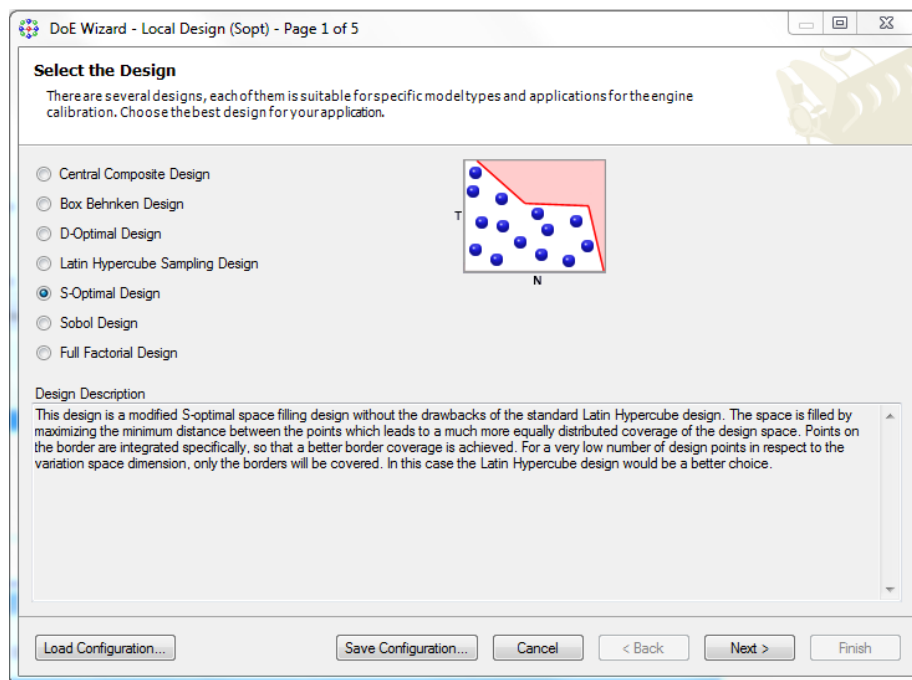 DoE Wizard - Local Design (Sopt) - Page 1 of 5
Select the Design
There are several designs, each of them is suitable for specific model types and applications for the engine
calibration. Choose the best design for your application.
Central Composite Design
Box Behnken Design
D-Optimal Design
Latin Hypercube Sampling Design
S-Optimal Design
Sobol Design
Full Factorial Design
T
N
Design Description
This design is a modified S-optimal space filling design without the drawbacks of the standard Latin Hypercube design. The space is filled by
maximizing the minimum distance between the points which leads to a much more equally distributed coverage of the design space. Points on
the border are integrated specifically, so that a better border coverage is achieved. For a very low number of design points in respect to the
variation space dimension, only the borders will be covered. In this case the Latin Hypercube design would be a better choice.
Load Configuration...
Save Configuration...
Cancel
< Back
Next >
Finish